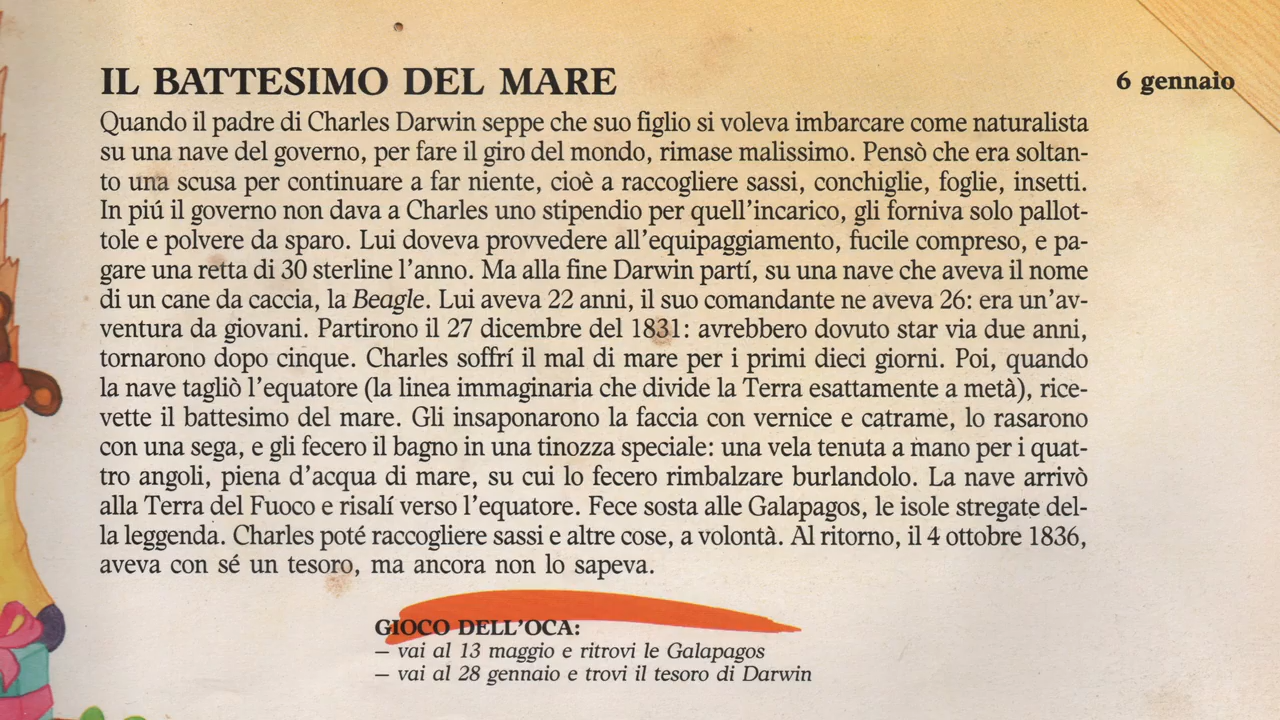 IL BATTESIMO DEL MARE
6 gennaio
Quando il padre di Charles Darwin seppe che suo figlio si voleva imbarcare come naturalista
su una nave del governo, per fare il giro del mondo, rimase malissimo. Pensò che era soltan-
to una scusa per continuare a far niente, cioè a raccogliere sassi, conchiglie, foglie, insetti.
In piú il governo non dava a Charles uno stipendio per quell'incarico, gli forniva solo pallot-
tole e polvere da sparo. Lui doveva provvedere all'equipaggiamento, fucile compreso, e pa-
gare una retta di 30 sterline l'anno. Ma alla fine Darwin partí, su una nave che aveva il nome
di un cane da caccia, la Beagle. Lui aveva 22 anni, il suo comandante ne aveva 26: era un'av-
ventura da giovani. Partirono il 27 dicembre del 1831: avrebbero dovuto star via due anni,
tornarono dopo cinque. Charles soffrí il mal di mare per i primi dieci giorni. Poi, quando
la nave tagliò l'equatore (la linea immaginaria che divide la Terra esattamente a metà), rice-
vette il battesimo del mare. Gli insaponarono la faccia con vernice e catrame, lo rasarono
con una sega, e gli fecero il bagno in una tinozza speciale: una vela tenuta a mano per i quat-
tro angoli, piena d'acqua di mare, su cui lo fecero rimbalzare burlandolo. La nave arrivò
alla Terra del Fuoco e risalí verso l'equatore. Fece sosta alle Galapagos, le isole stregate del-
la leggenda. Charles poté raccogliere sassi e altre cose, a volontà. Al ritorno, il 4 ottobre 1836,
aveva con sé un tesoro, ma ancora non lo sapeva.
GIOCO DELL'OCA:
– vai al 13 maggio e ritrovi le Galapagos
– vai al 28 gennaio e trovi il tesoro di Darwin